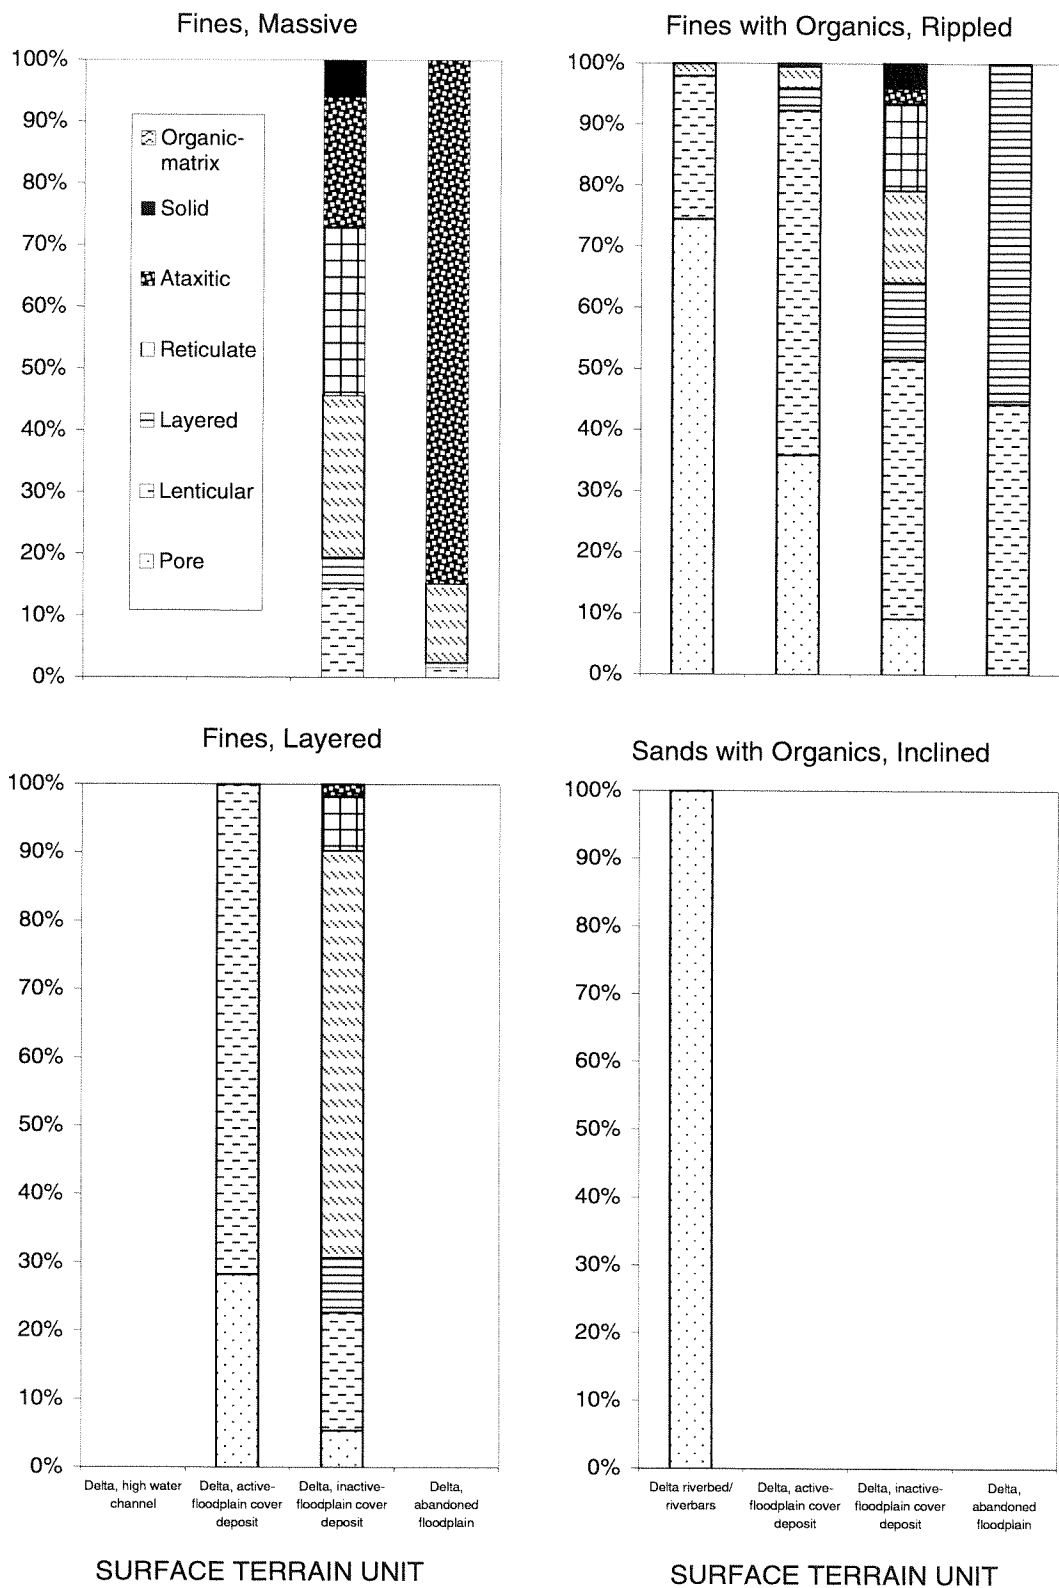 Fines, Massive
100%
90%
80%
70%
60%
50%
40%
30%
20%
10%
0%
Organic-
matrix
Solid
Ataxitic
Reticulate
Layered
Lenticular
Pore
Fines with Organics, Rippled
100%
90%
80%
70%
60%
50%
40%
30%
20%
10%
0%
Fines, Layered
100%
90%
80%
70%
60%
50%
40%
30%
20%
10%
0%
Delta, high water
channel
Delta, active-
floodplain cover
deposit
Delta, inactive-
floodplain cover
deposit
Delta,
abandoned
floodplain
SURFACE TERRAIN UNIT
Sands with Organics, Inclined
100%
90%
80%
70%
60%
50%
40%
30%
20%
10%
0%
Delta riverbed/
riverbars
Delta, active-
floodplain cover
deposit
Delta, inactive-
floodplain cover
deposit
Delta,
abandoned
floodplain
SURFACE TERRAIN UNIT